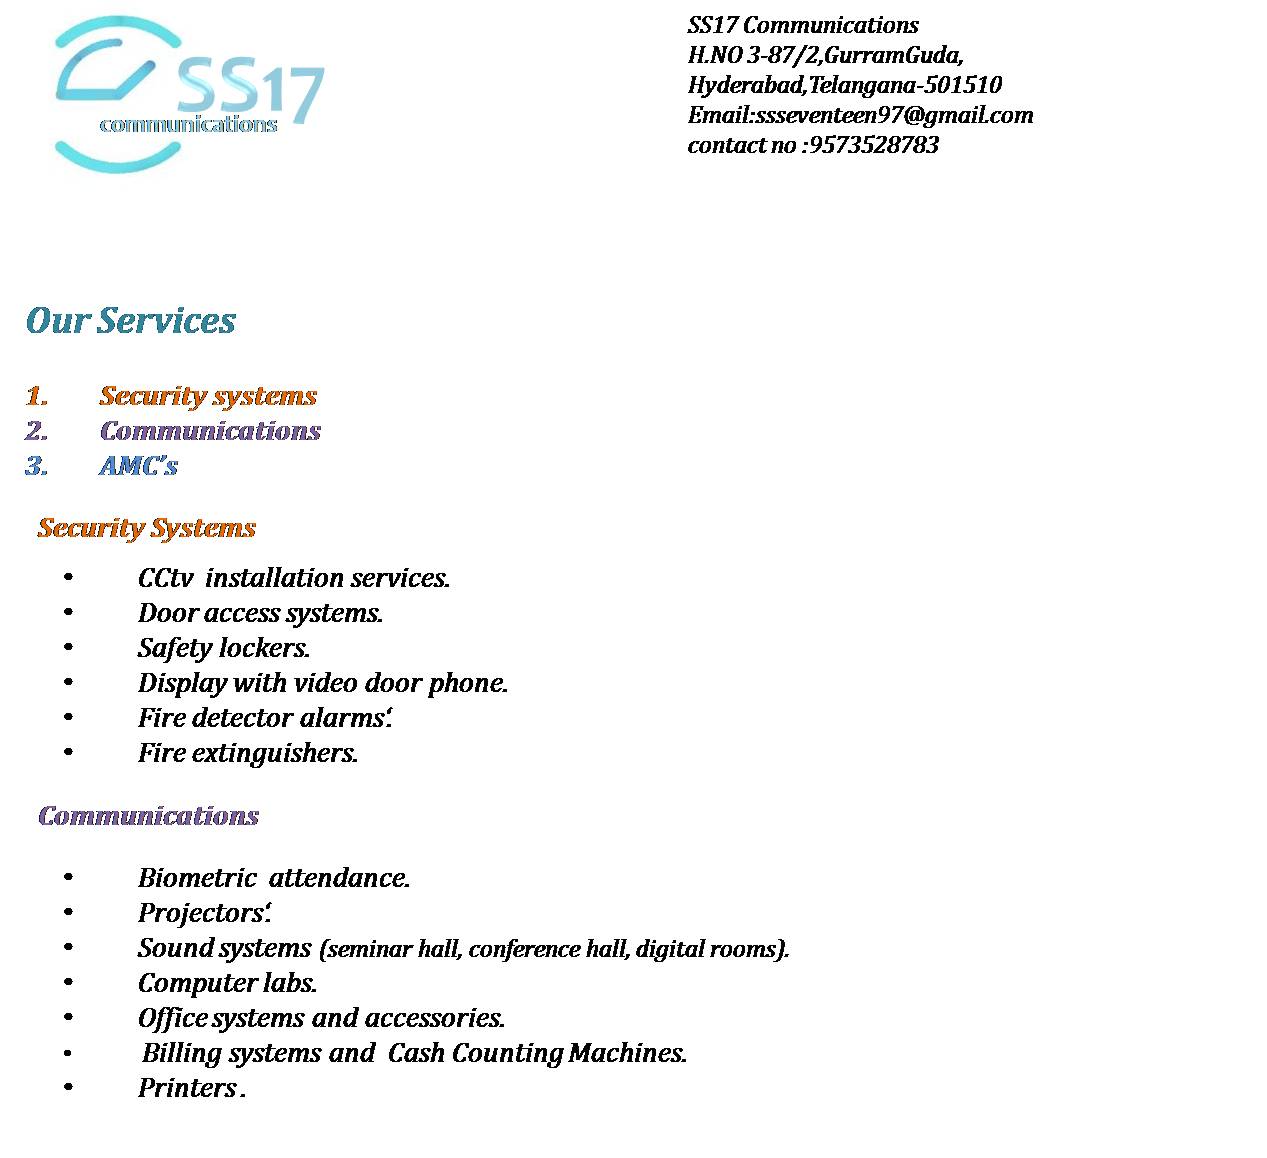 SS17
communications
SS17 Communications
H.NO 3-87/2,GurramGuda,
Hyderabad,Telangana-501510
Email:ssseventeen97@gmail.com
contact no :9573528783
Our Services
1. Security systems
2. Communications
3. AMC's
Security Systems
• CCtv installation services.
• Door access systems.
• Safety lockers.
• Display with video door phone.
• Fire detector alarms‘.
• Fire extinguishers.
Communications
• Biometric attendance.
• Projectors‘.
• Sound systems (seminar hall, conference hall, digital rooms).
• Computer labs.
• Office systems and accessories.
• Billing systems and Cash Counting Machines.
• Printers .